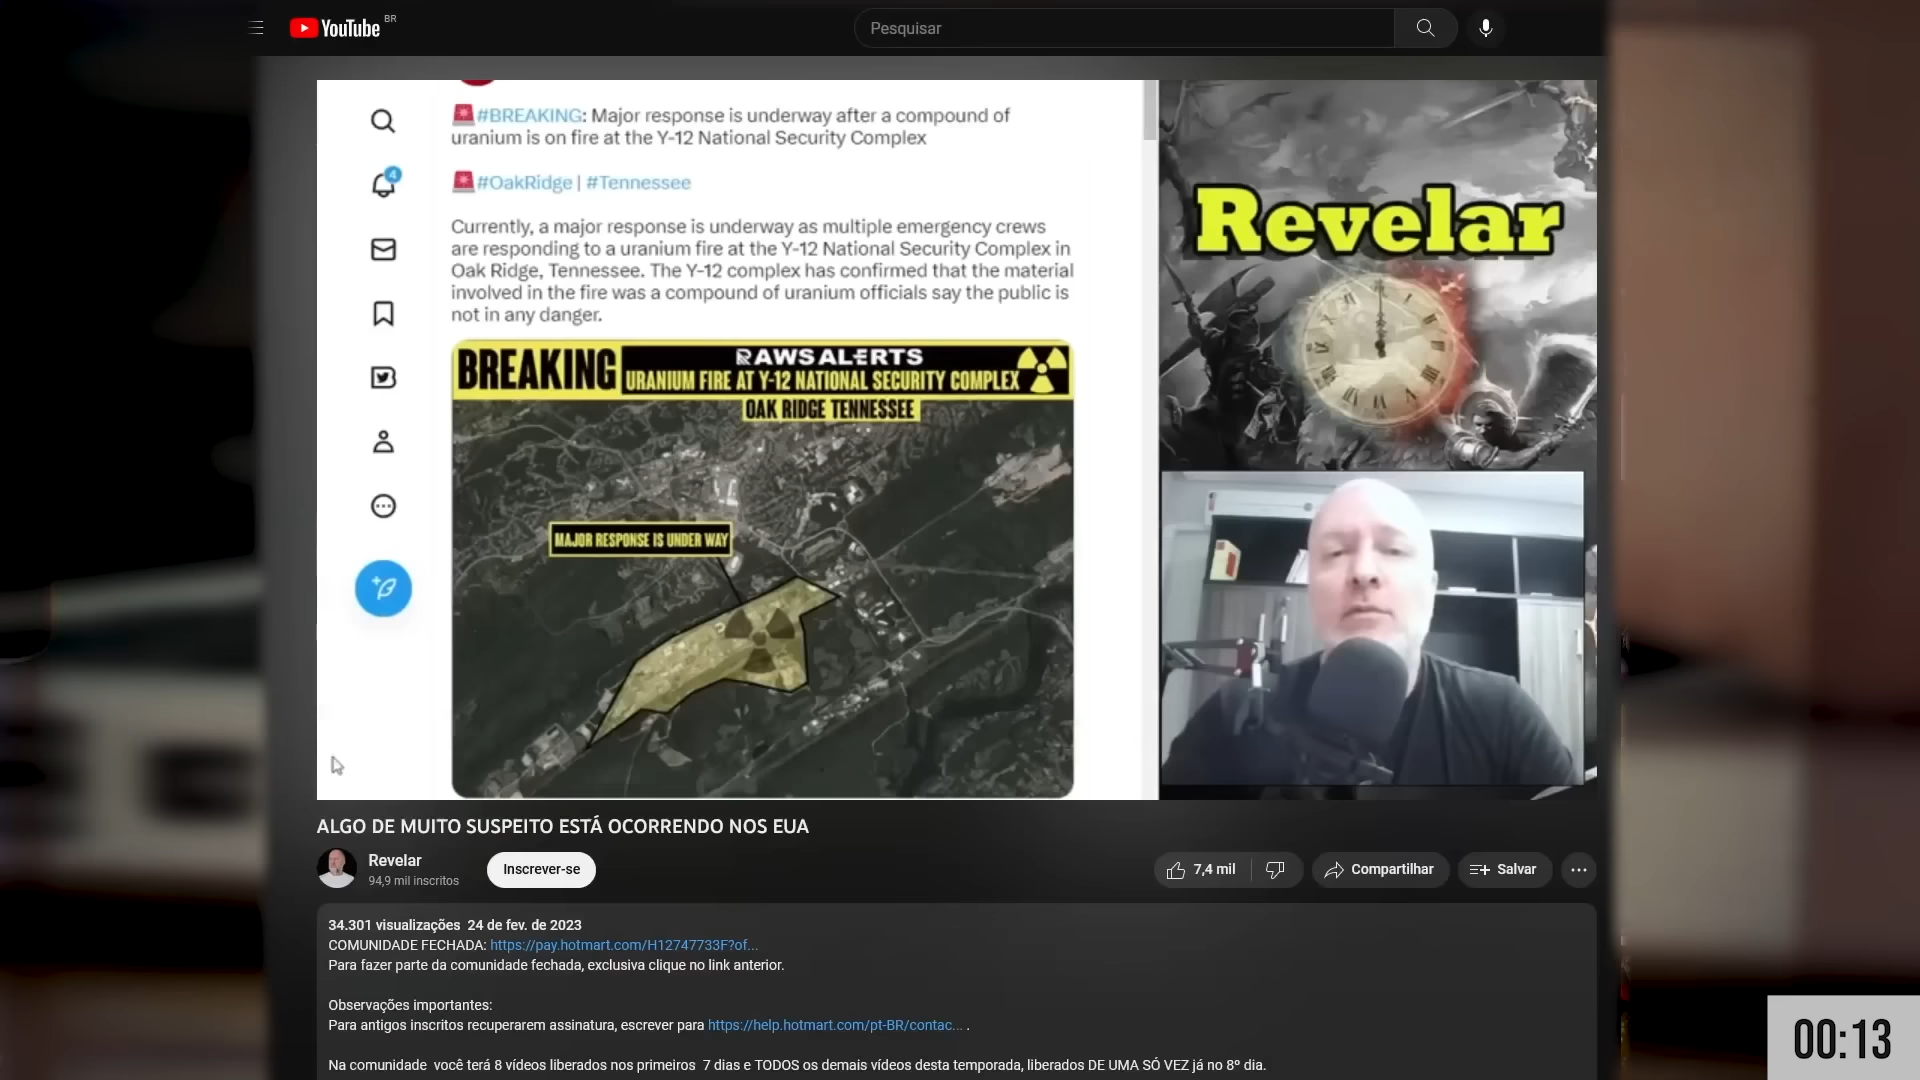 YouTube BR
Pesquisar
#BREAKING: Major response is underway after a compound of
uranium is on fire at the Y-12 National Security Complex
#OakRidge | #Tennessee
Currently, a major response is underway as multiple emergency crews
are responding to a uranium fire at the Y-12 National Security Complex in
Oak Ridge, Tennessee. The Y-12 complex has confirmed that the material
involved in the fire was a compound of uranium officials say the public is
not in any danger.
4
BREAKING
RAWSALERTS
URANIUM FIRE AT Y-12 NATIONAL SECURITY COMPLEX
OAK RIDGE TENNESSEE
MAJOR RESPONSE IS UNDER WAY
Revelar
ALGO DE MUITO SUSPEITO ESTÁ OCORRENDO NOS EUA
Revelar
94,9 mil inscritos
Inscrever-se
7,4 mil
Compartilhar
Salvar
34.301 visualizações 24 de fev. de 2023
COMUNIDADE FECHADA: https://pay.hotmart.com/H12747733F?of...
Para fazer parte da comunidade fechada, exclusiva clique no link anterior.
Observações importantes:
Para antigos inscritos recuperarem assinatura, escrever para https://help.hotmart.com/pt-BR/contac... .
Na comunidade você terá 8 vídeos liberados nos primeiros 7 dias e TODOS os demais vídeos desta temporada, liberados DE UMA SÓ VEZ já no 8º dia.
00:13